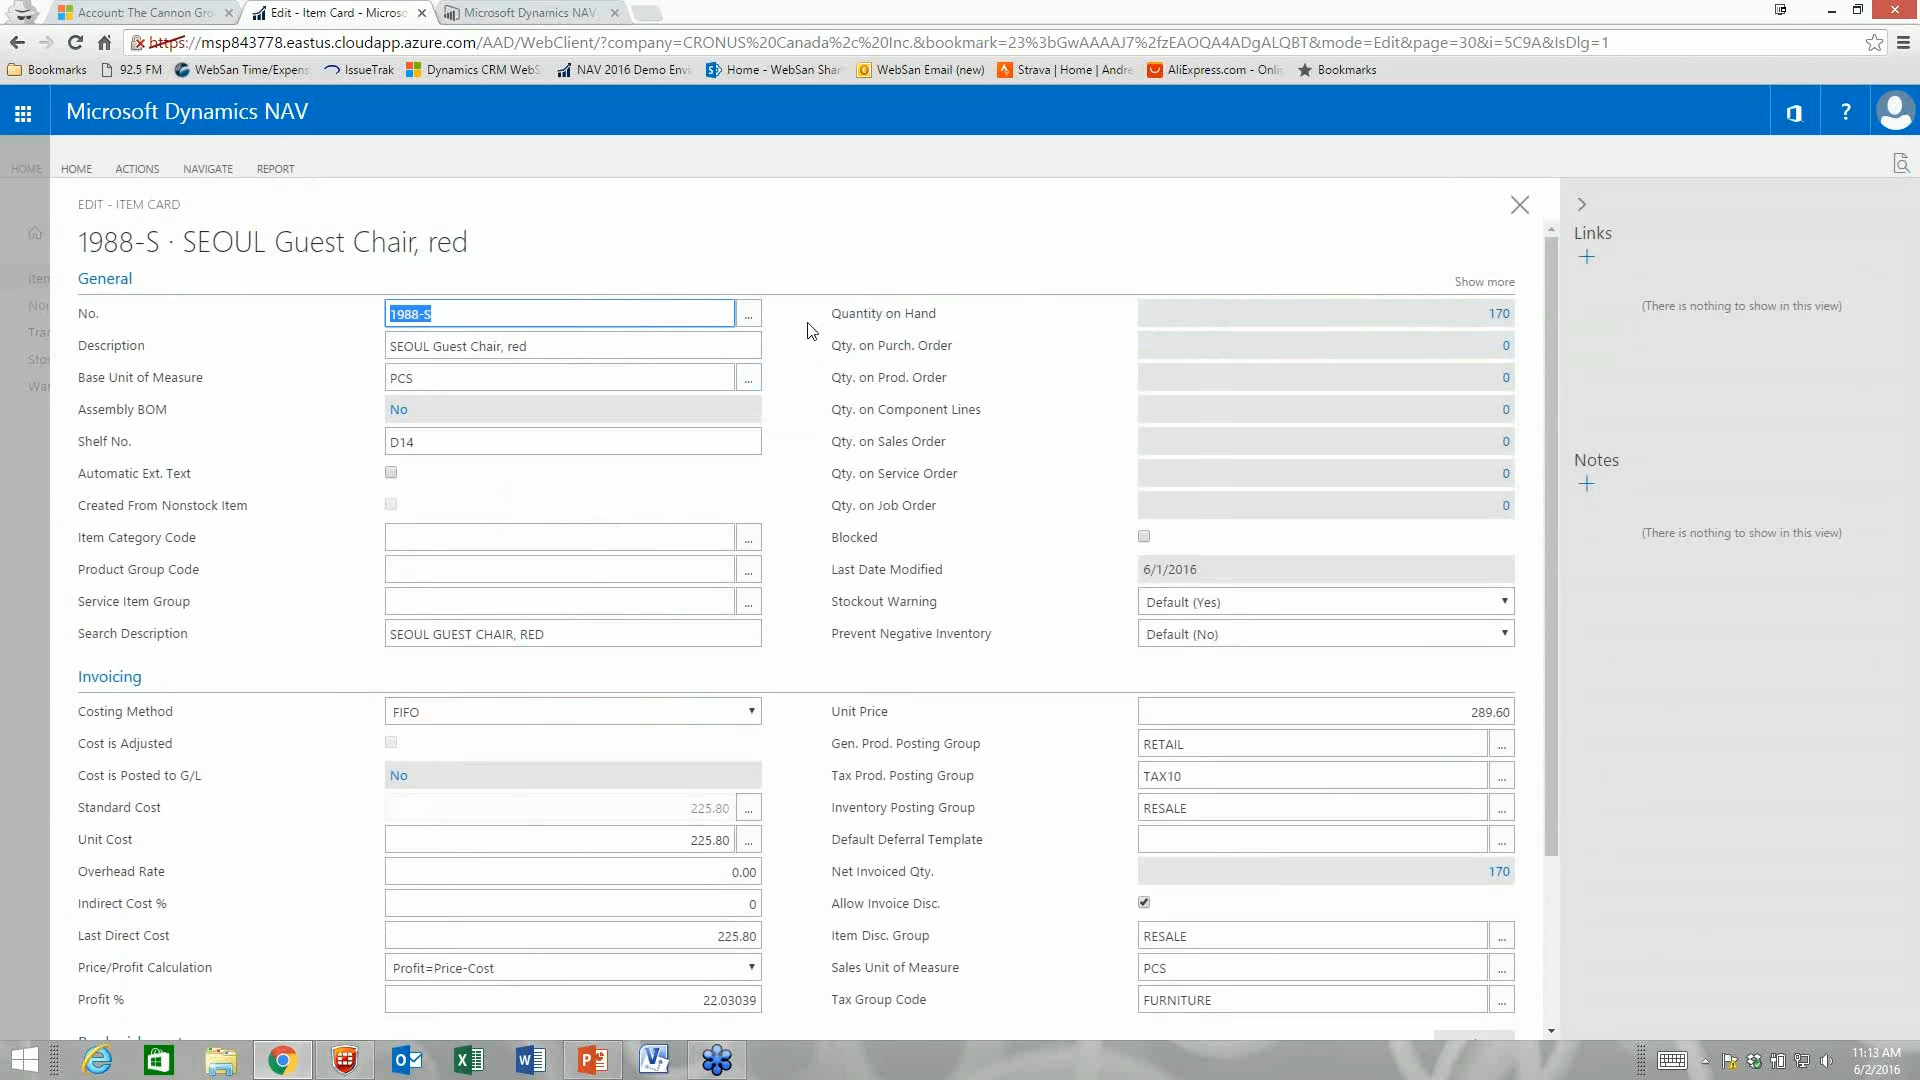 Account: The Cannon Gro
Edit - Item Card - Microso
Microsoft Dynamics NAV
https://msp843778.eastus.cloudapp.azure.com/AAD/WebClient/?company=CRONUS%20Canada%2c%20Inc.&bookmark=23%3bGwAAAAJ7%2fzEAOQA4ADgALQBT&mode=Edit&page=30&i=5C9A&IsDlg=1
Bookmarks
92.5 FM
WebSan Time/Expens
IssueTrak
Dynamics CRM WebS
NAV 2016 Demo Envi
Home - WebSan Shar
WebSan Email (new)
Strava | Home | Andre
AliExpress.com - Onli
Bookmarks
Microsoft Dynamics NAV
?
HOME
HOME
ACTIONS
NAVIGATE
REPORT
EDIT - ITEM CARD
1988-S · SEOUL Guest Chair, red
General
Show more
No.
1988-S
...
Description
SEOUL Guest Chair, red
Base Unit of Measure
PCS
...
Assembly BOM
No
Shelf No.
D14
Automatic Ext. Text
Created From Nonstock Item
Item Category Code
...
Product Group Code
...
Service Item Group
...
Search Description
SEOUL GUEST CHAIR, RED
Quantity on Hand
170
Qty. on Purch. Order
0
Qty. on Prod. Order
0
Qty. on Component Lines
0
Qty. on Sales Order
0
Qty. on Service Order
0
Qty. on Job Order
0
Blocked
Last Date Modified
6/1/2016
Stockout Warning
Default (Yes)
Prevent Negative Inventory
Default (No)
Invoicing
Costing Method
FIFO
Cost is Adjusted
Cost is Posted to G/L
No
Standard Cost
225.80
...
Unit Cost
225.80
...
Overhead Rate
0.00
Indirect Cost %
0
Last Direct Cost
225.80
Price/Profit Calculation
Profit=Price-Cost
Profit %
22.03039
Unit Price
289.60
Gen. Prod. Posting Group
RETAIL
...
Tax Prod. Posting Group
TAX10
...
Inventory Posting Group
RESALE
...
Default Deferral Template
...
Net Invoiced Qty.
170
Allow Invoice Disc.
Item Disc. Group
RESALE
...
Sales Unit of Measure
PCS
...
Tax Group Code
FURNITURE
...
Links
(There is nothing to show in this view)
Notes
(There is nothing to show in this view)
11:13 AM
6/2/2016